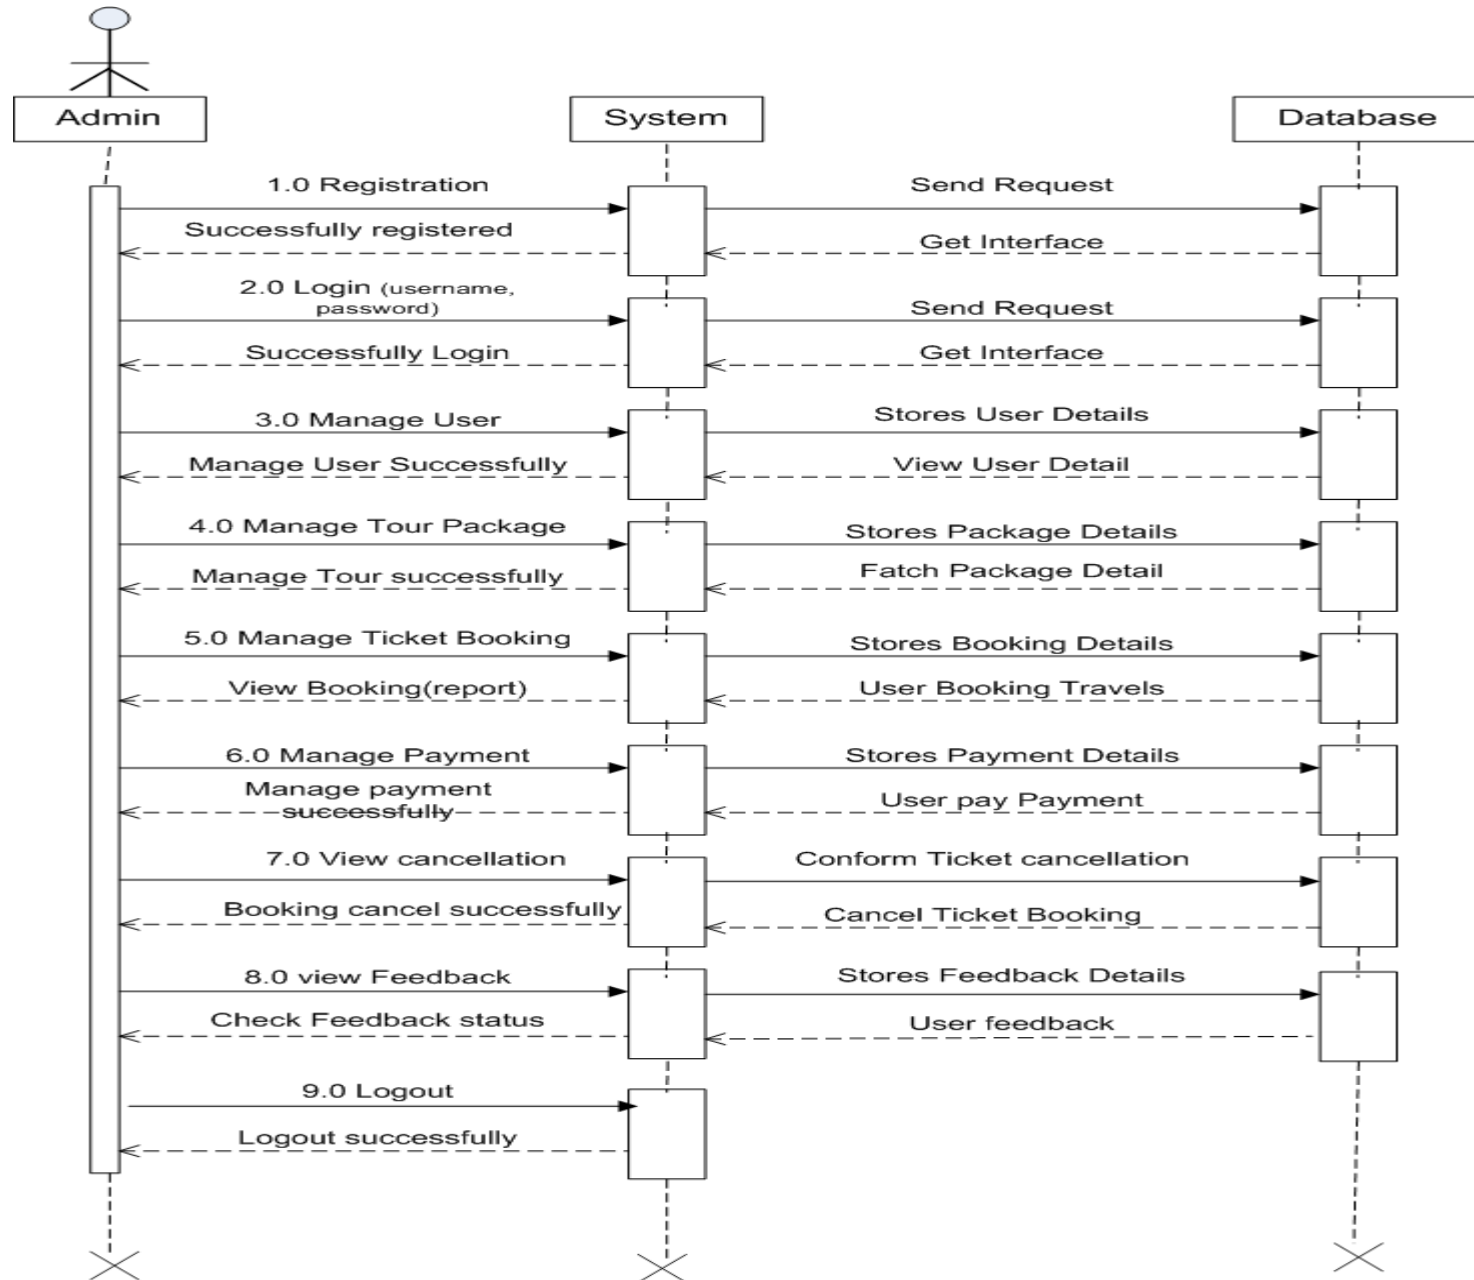 Admin
System
Database
1.0 Registration
Send Request
Successfully registered
Get Interface
2.0 Login (username,
password)
Send Request
Successfully Login
Get Interface
3.0 Manage User
Stores User Details
Manage User Successfully
View User Detail
4.0 Manage Tour Package
Stores Package Details
Manage Tour successfully
Fatch Package Detail
5.0 Manage Ticket Booking
Stores Booking Details
View Booking(report)
User Booking Travels
6.0 Manage Payment
Stores Payment Details
Manage payment
successfully
User pay Payment
7.0 View cancellation
Conform Ticket cancellation
Booking cancel successfully
Cancel Ticket Booking
8.0 view Feedback
Stores Feedback Details
Check Feedback status
User feedback
9.0 Logout
Logout successfully